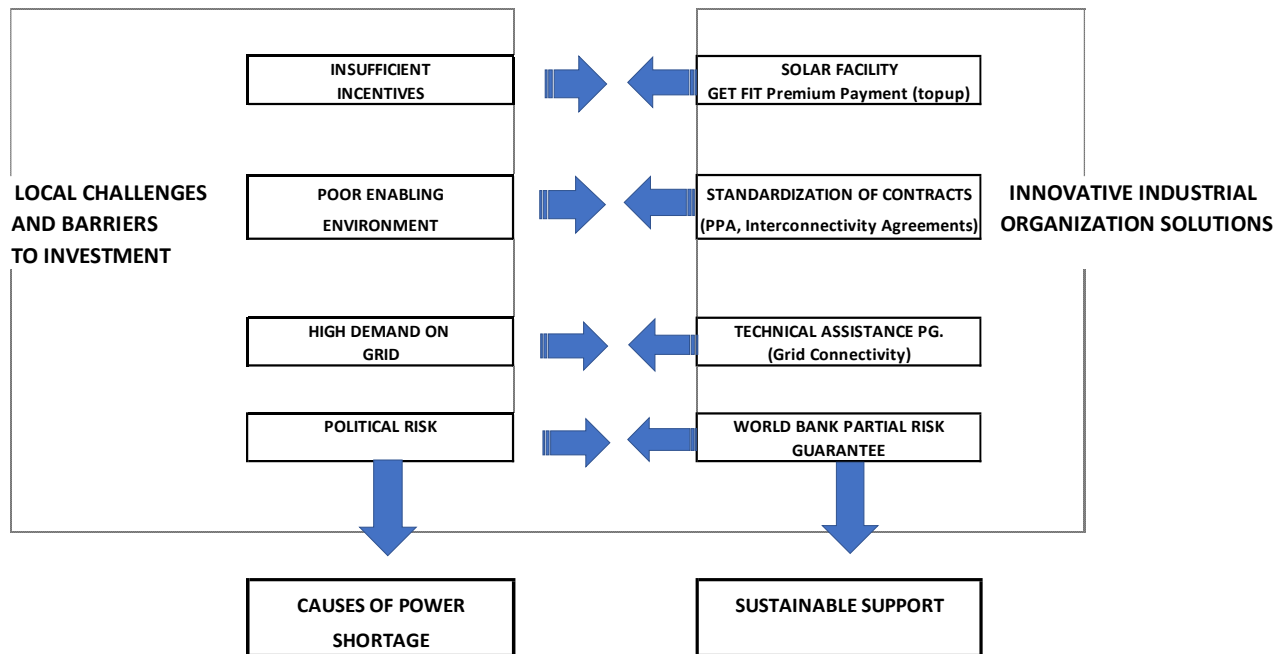 INSUFFICIENT
INCENTIVES
SOLAR FACILITY
GET FIT Premium Payment (topup)
LOCAL CHALLENGES
AND BARRIERS
TO INVESTMENT
POOR ENABLING
ENVIRONMENT
STANDARDIZATION OF CONTRACTS
(PPA, Interconnectivity Agreements)
INNOVATIVE INDUSTRIAL
ORGANIZATION SOLUTIONS
HIGH DEMAND ON
GRID
TECHNICAL ASSISTANCE PG.
(Grid Connectivity)
POLITICAL RISK
WORLD BANK PARTIAL RISK
GUARANTEE
CAUSES OF POWER
SHORTAGE
SUSTAINABLE SUPPORT